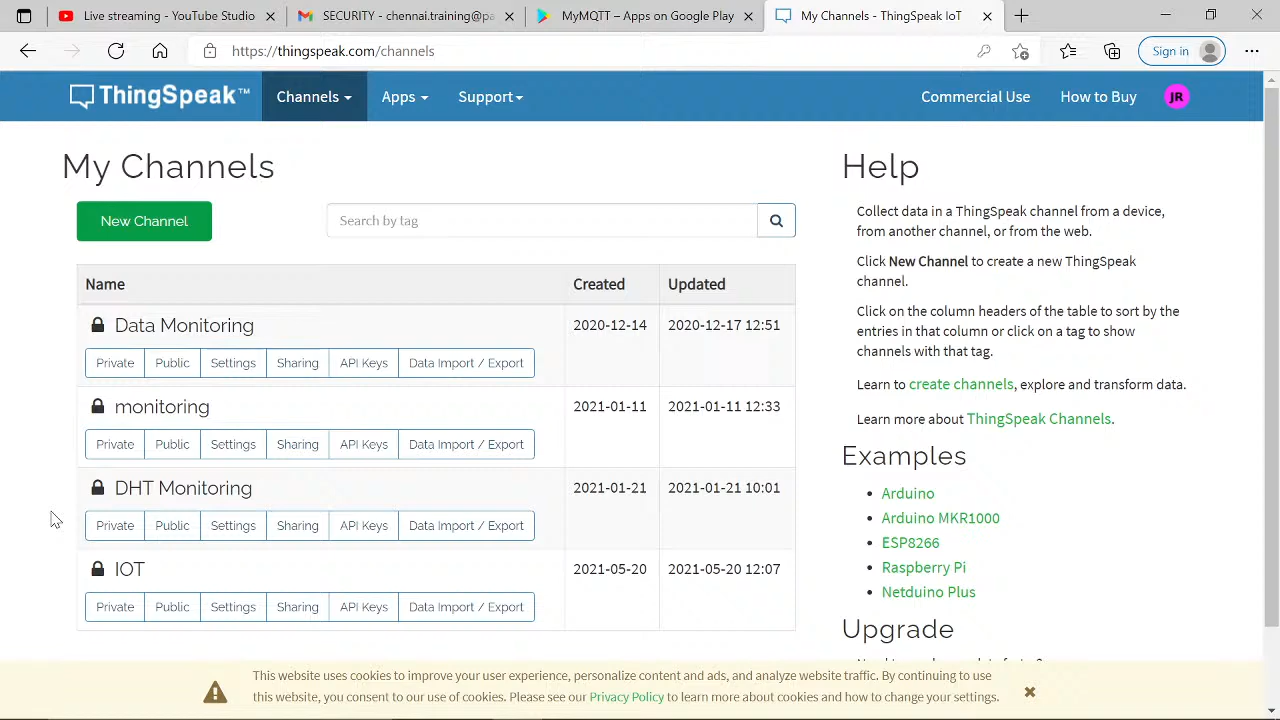 Live streaming - YouTube Studio
SECURITY - chennai.training@pa
MyMQTT – Apps on Google Play
My Channels - ThingSpeak IoT
https://thingspeak.com/channels
Sign in
ThingSpeak™
Channels
Apps
Support
Commercial Use
How to Buy
JR
My Channels
New Channel
Search by tag
Name Created Updated
Data Monitoring 2020-12-14 2020-12-17 12:51
Private Public Settings Sharing API Keys Data Import / Export
monitoring 2021-01-11 2021-01-11 12:33
Private Public Settings Sharing API Keys Data Import / Export
DHT Monitoring 2021-01-21 2021-01-21 10:01
Private Public Settings Sharing API Keys Data Import / Export
IOT 2021-05-20 2021-05-20 12:07
Private Public Settings Sharing API Keys Data Import / Export
Help
Collect data in a ThingSpeak channel from a device,
from another channel, or from the web.
Click New Channel to create a new ThingSpeak
channel.
Click on the column headers of the table to sort by the
entries in that column or click on a tag to show
channels with that tag.
Learn to create channels, explore and transform data.
Learn more about ThingSpeak Channels.
Examples
Arduino
Arduino MKR1000
ESP8266
Raspberry Pi
Netduino Plus
Upgrade
This website uses cookies to improve your user experience, personalize content and ads, and analyze website traffic. By continuing to use
this website, you consent to our use of cookies. Please see our Privacy Policy to learn more about cookies and how to change your settings.